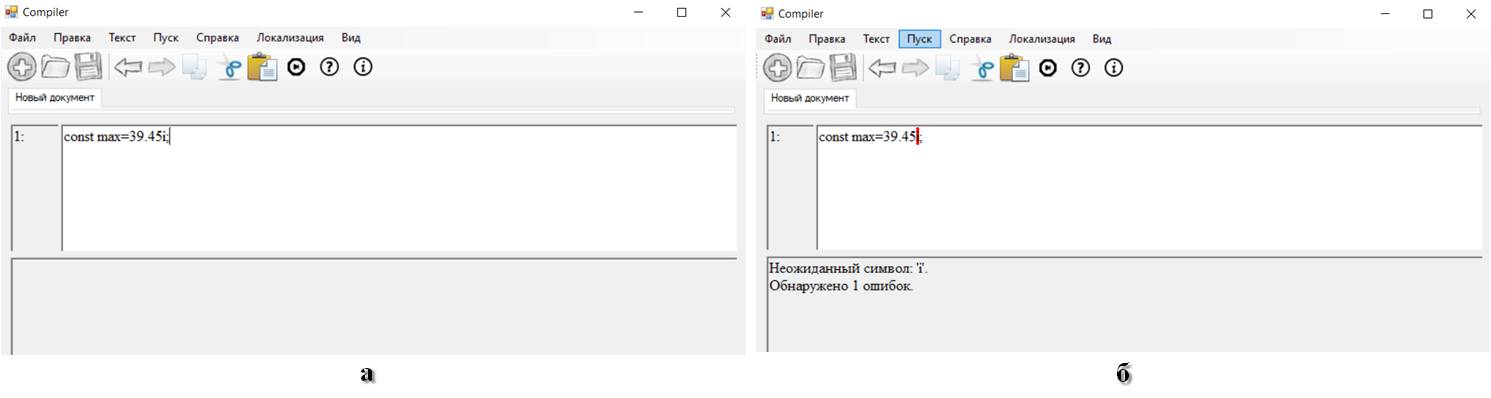 Compiler
Файл Правка Текст Пуск Справка Локализация Вид
Новый документ
1: const max=39.45i;
а
Compiler
Файл Правка Текст Пуск Справка Локализация Вид
Новый документ
1: const max=39.45i;
Неожиданный символ: 'i'.
Обнаружено 1 ошибок.
б